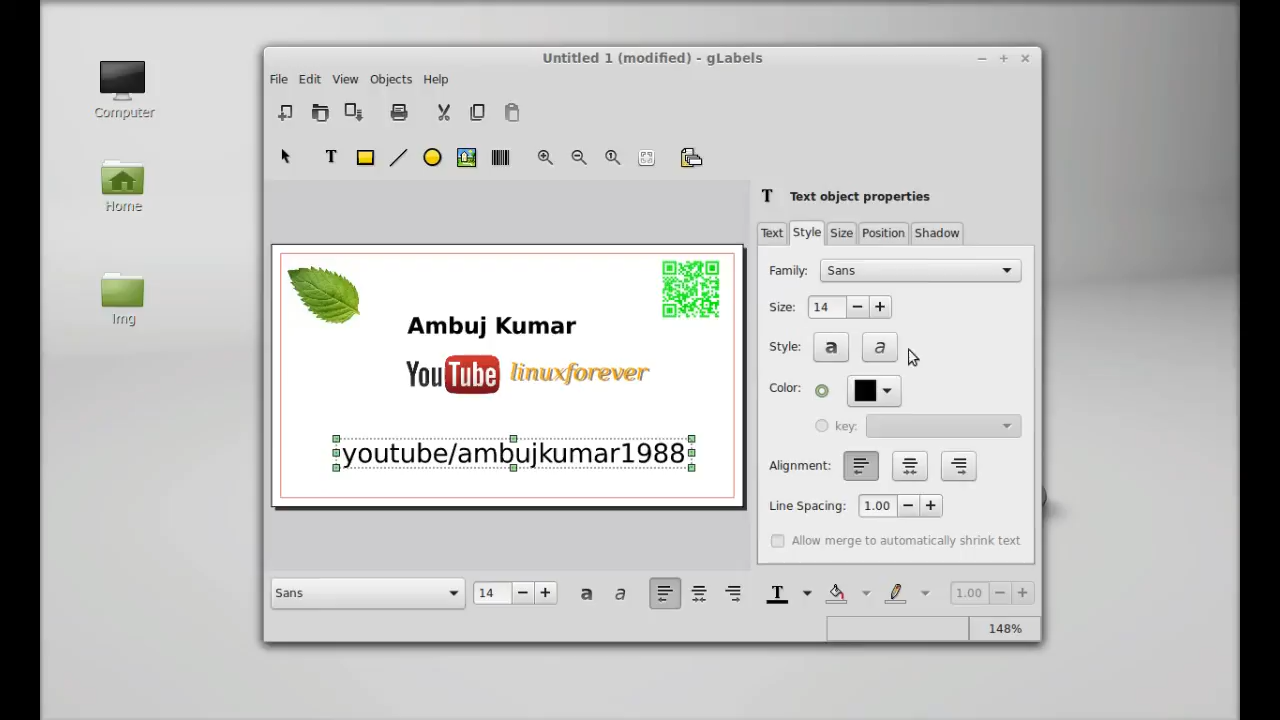 Untitled 1 (modified) - gLabels
File Edit View Objects Help
Computer
T
Home
T Text object properties
Text Style Size Position Shadow
Family: Sans
Size: 14
Style: a a
Color:
key:
Alignment:
Line Spacing: 1.00
Allow merge to automatically shrink text
Img
Ambuj Kumar
YouTube linuxforever
youtube/ambujkumar1988
Sans 14 a a T 1.00
148%